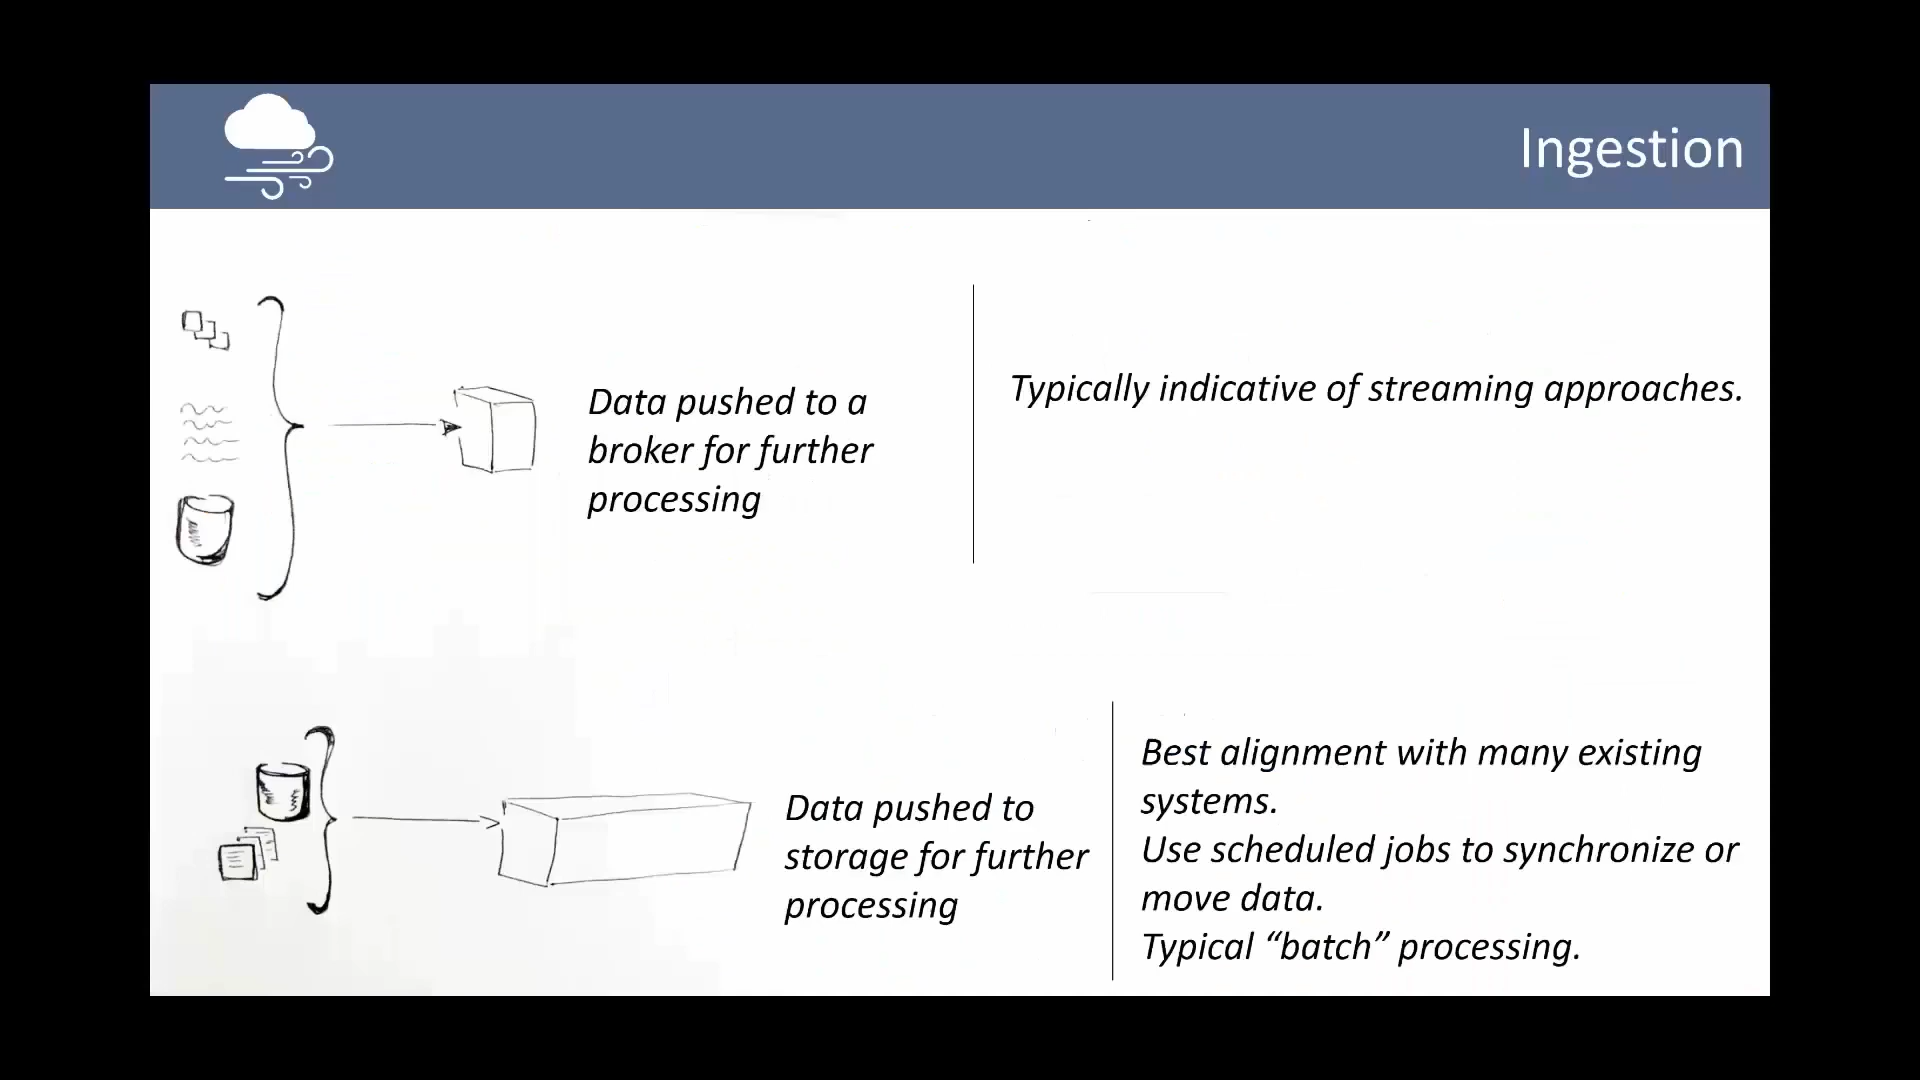 Ingestion
Data pushed to a
broker for further
processing
Typically indicative of streaming approaches.
Data pushed to
storage for further
processing
Best alignment with many existing
systems.
Use scheduled jobs to synchronize or
move data.
Typical “batch” processing.